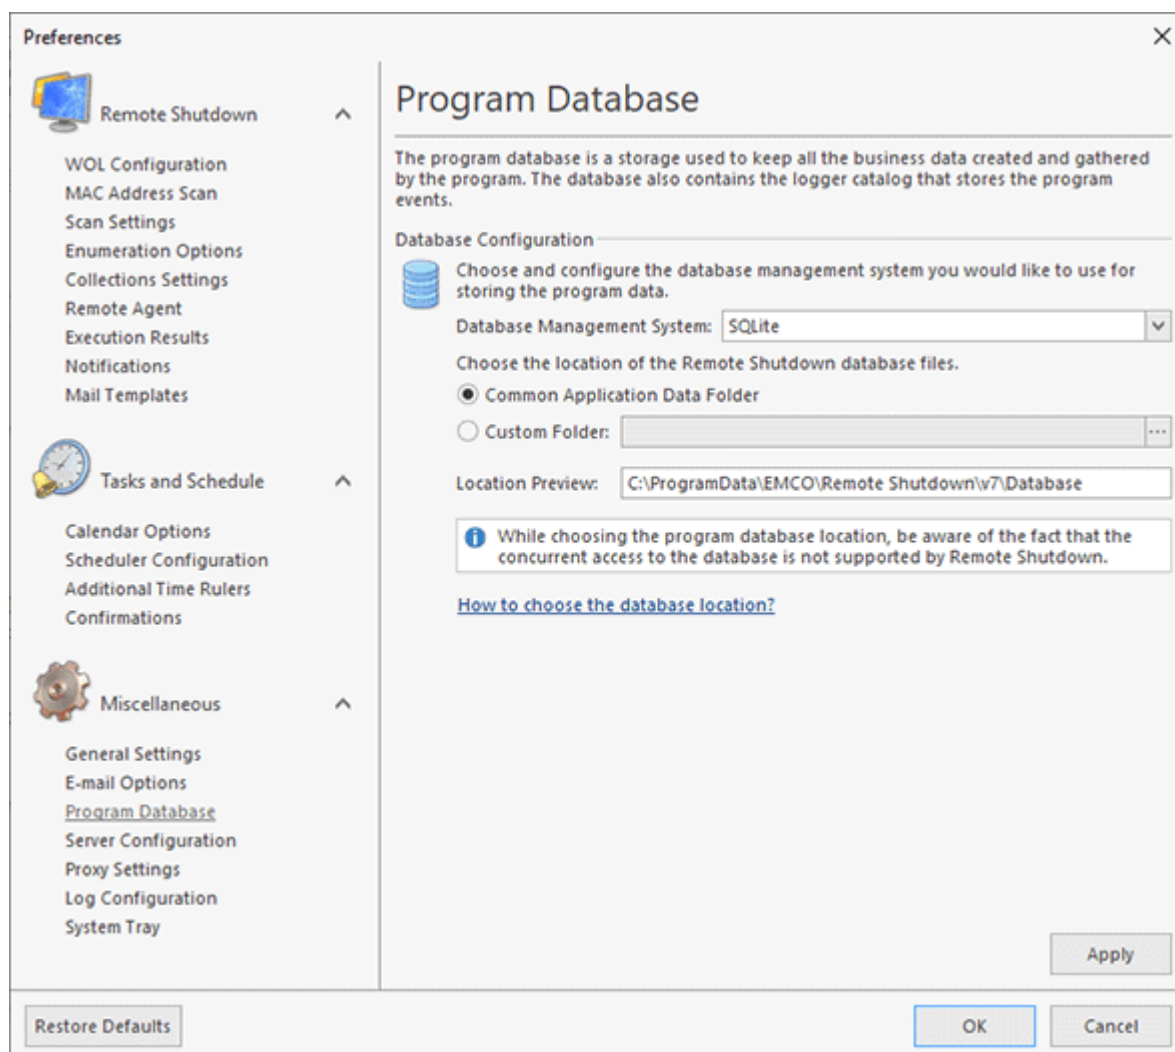 Preferences
Remote Shutdown
WOL Configuration
MAC Address Scan
Scan Settings
Enumeration Options
Collections Settings
Remote Agent
Execution Results
Notifications
Mail Templates
Tasks and Schedule
Calendar Options
Scheduler Configuration
Additional Time Rulers
Confirmations
Miscellaneous
General Settings
E-mail Options
Program Database
Server Configuration
Proxy Settings
Log Configuration
System Tray
Program Database
The program database is a storage used to keep all the business data created and gathered
by the program. The database also contains the logger catalog that stores the program
events.
Database Configuration
Choose and configure the database management system you would like to use for
storing the program data.
Database Management System: SQLite
Choose the location of the Remote Shutdown database files.
Common Application Data Folder
Custom Folder: ...
Location Preview: C:\ProgramData\EMCO\Remote Shutdown\v7\Database
While choosing the program database location, be aware of the fact that the
concurrent access to the database is not supported by Remote Shutdown.
How to choose the database location?
Apply
Restore Defaults OK Cancel